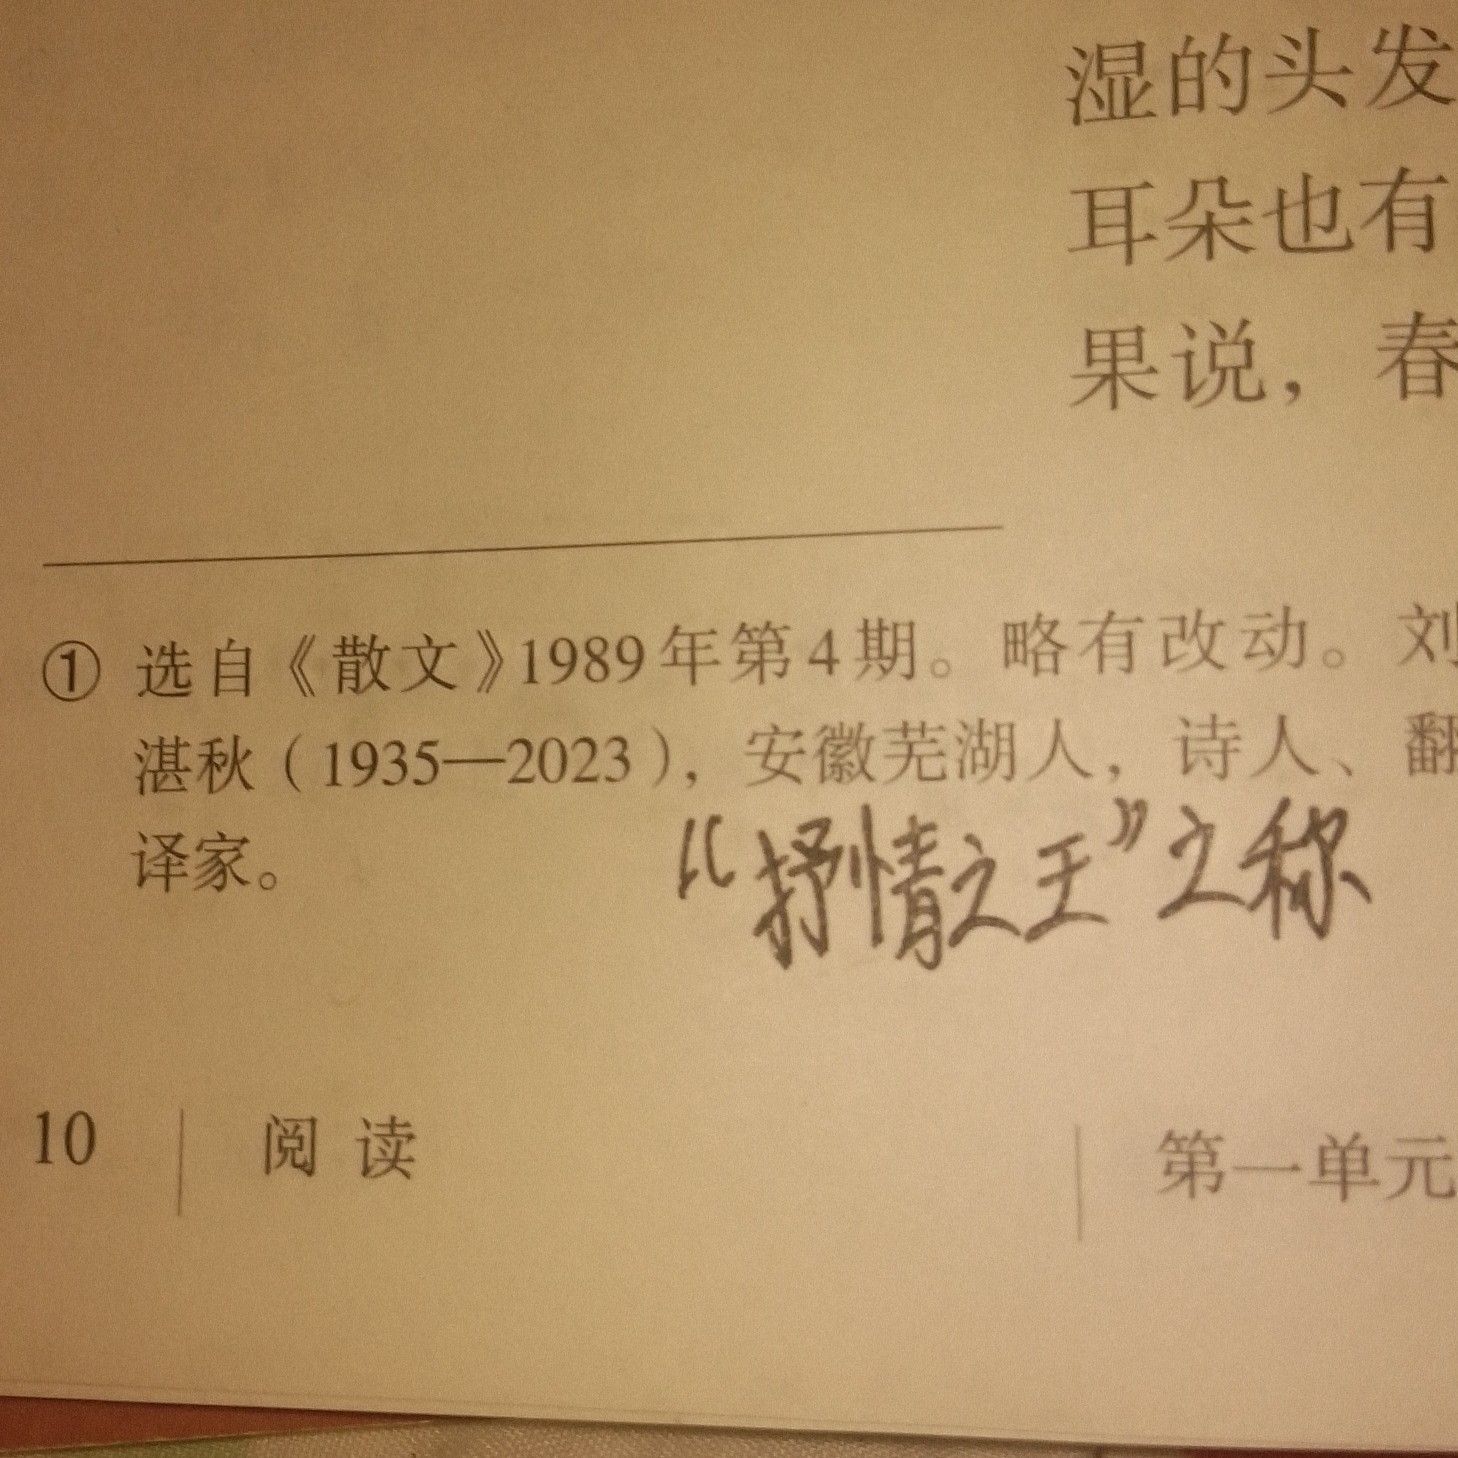 湿的头发
耳朵也有
果说，春
① 选自《散文》1989年第4期。略有改动。刘
湛秋（1935—2023），安徽芜湖人，诗人、翻
译家。
“抒情之王”之称
10 阅读 第一单元